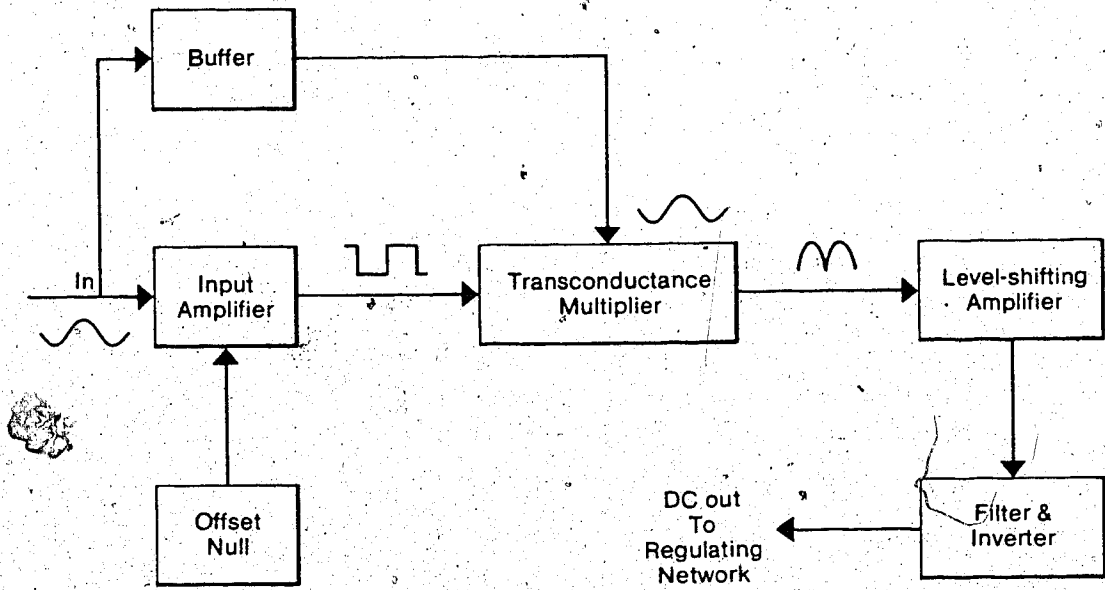 Buffer
In
Input
Amplifier
Transconductance
Multiplier
Level-shifting
Amplifier
Offset
Null
DC out
To
Regulating
Network
Filter &
Inverter